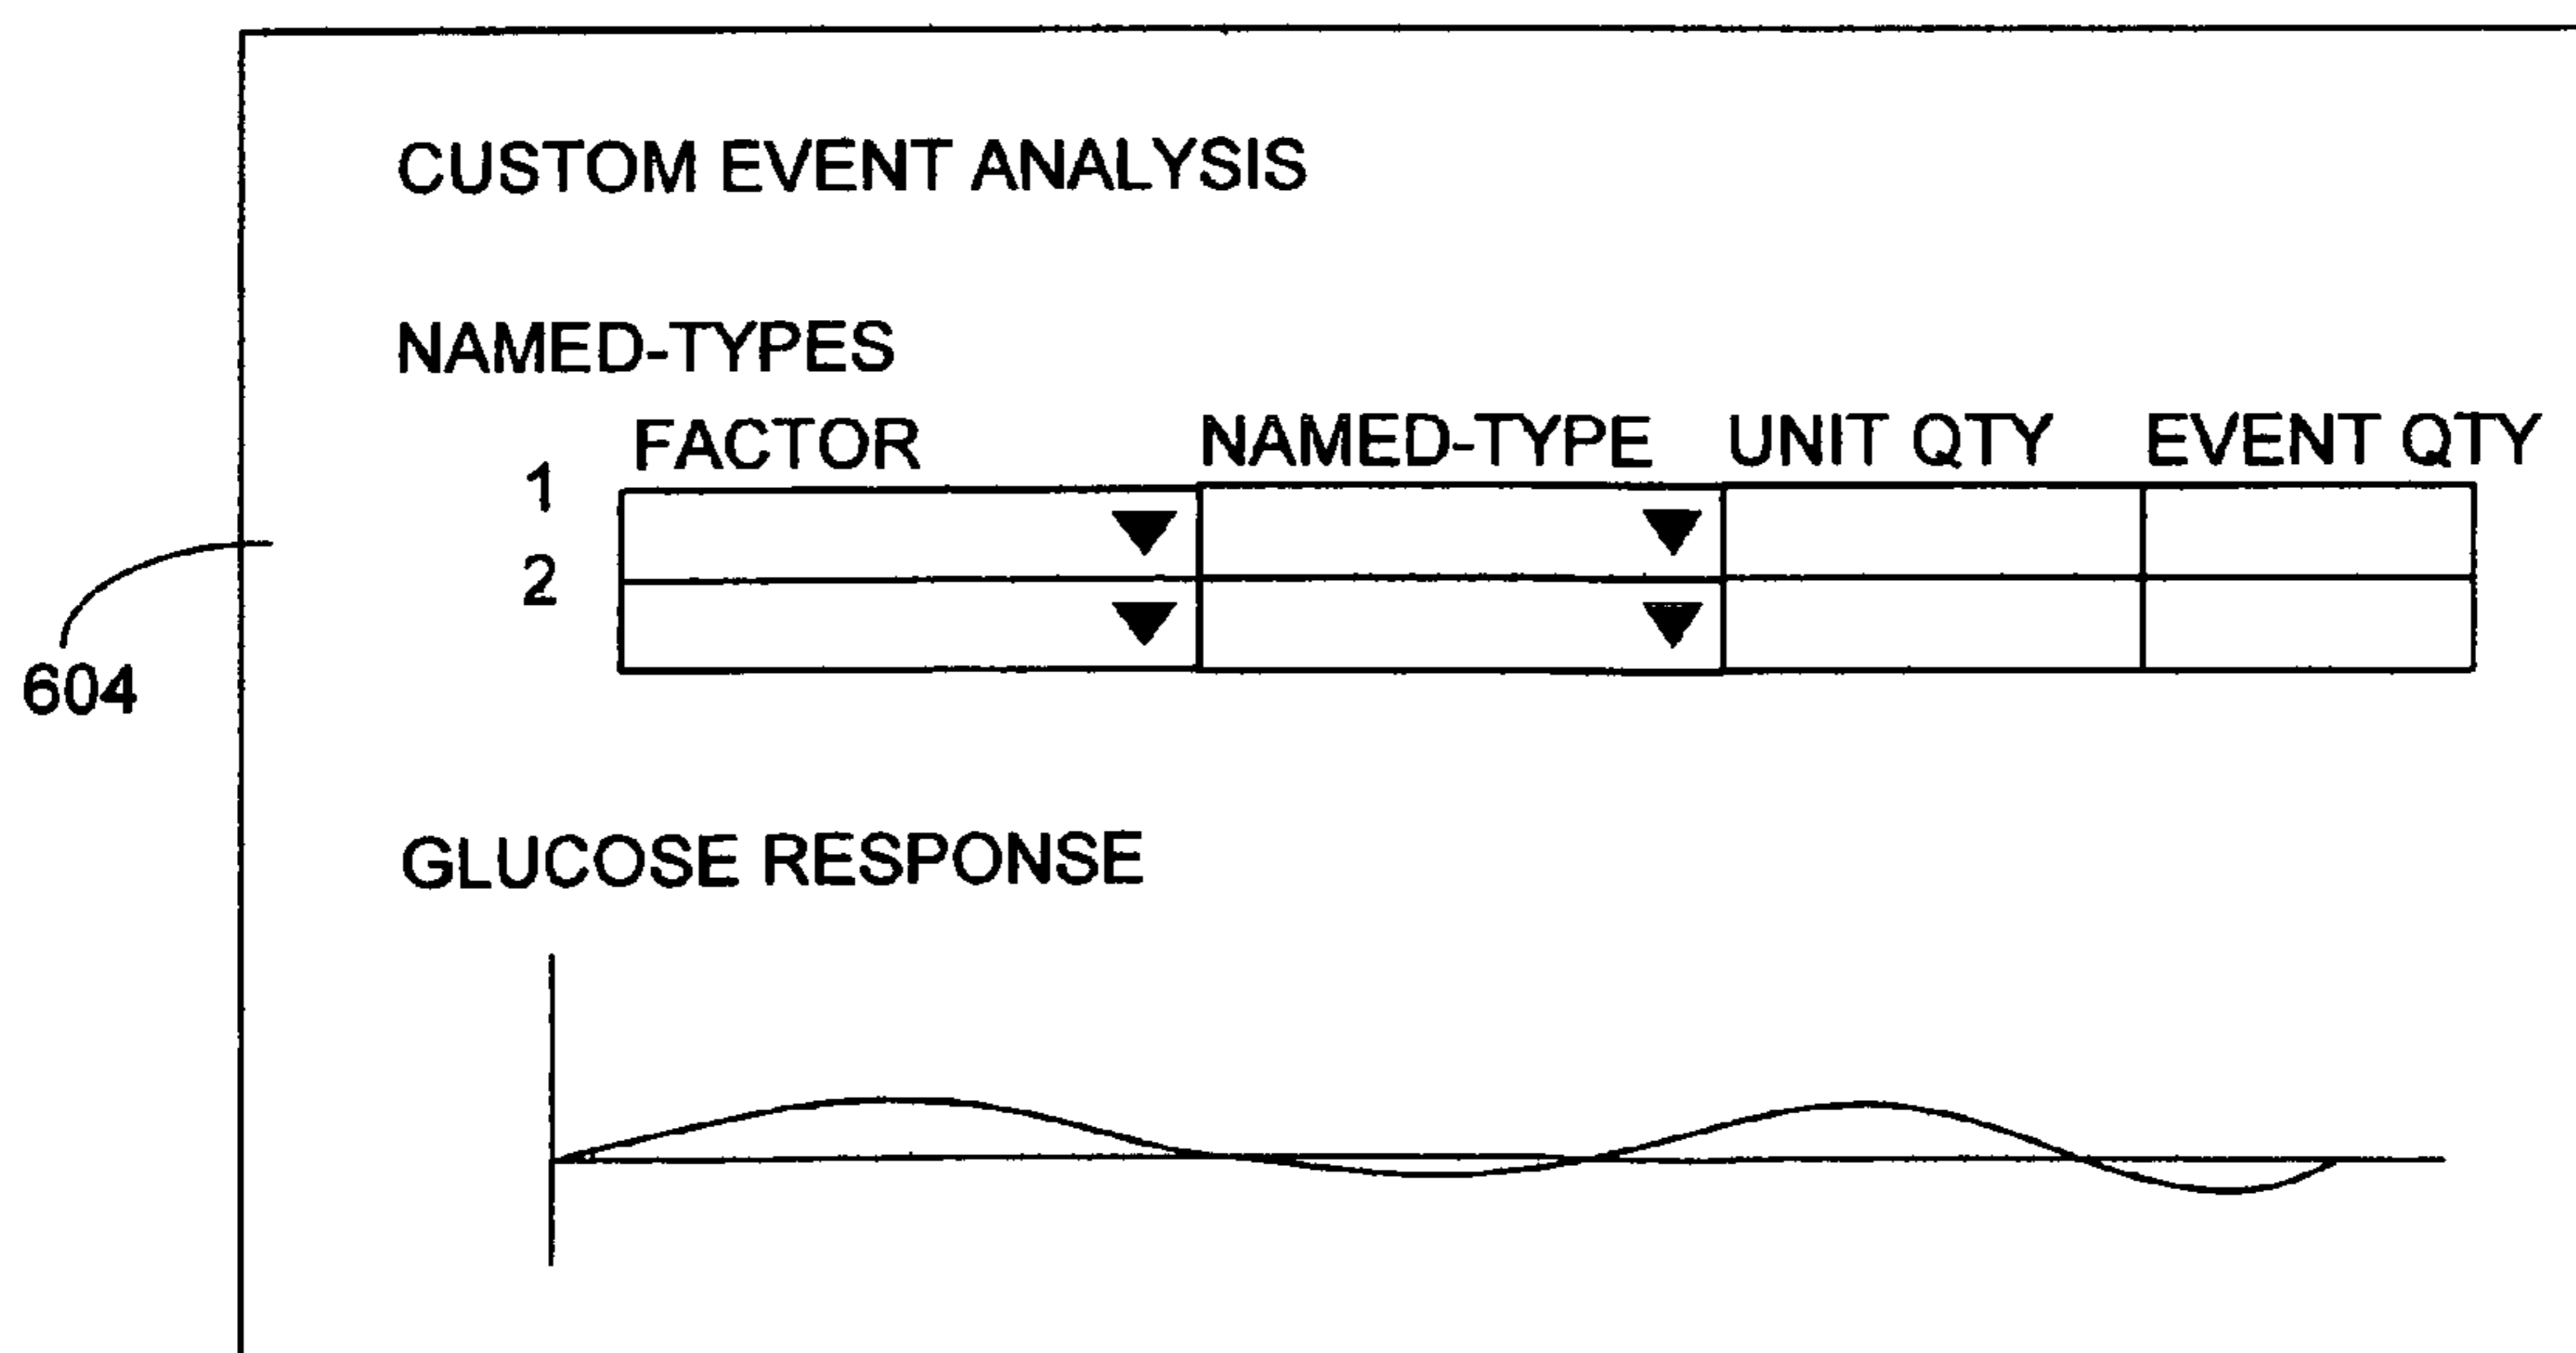 CUSTOM EVENT ANALYSIS
NAMED-TYPES
FACTOR NAMED-TYPE UNIT QTY EVENT QTY
1
2
604
GLUCOSE RESPONSE